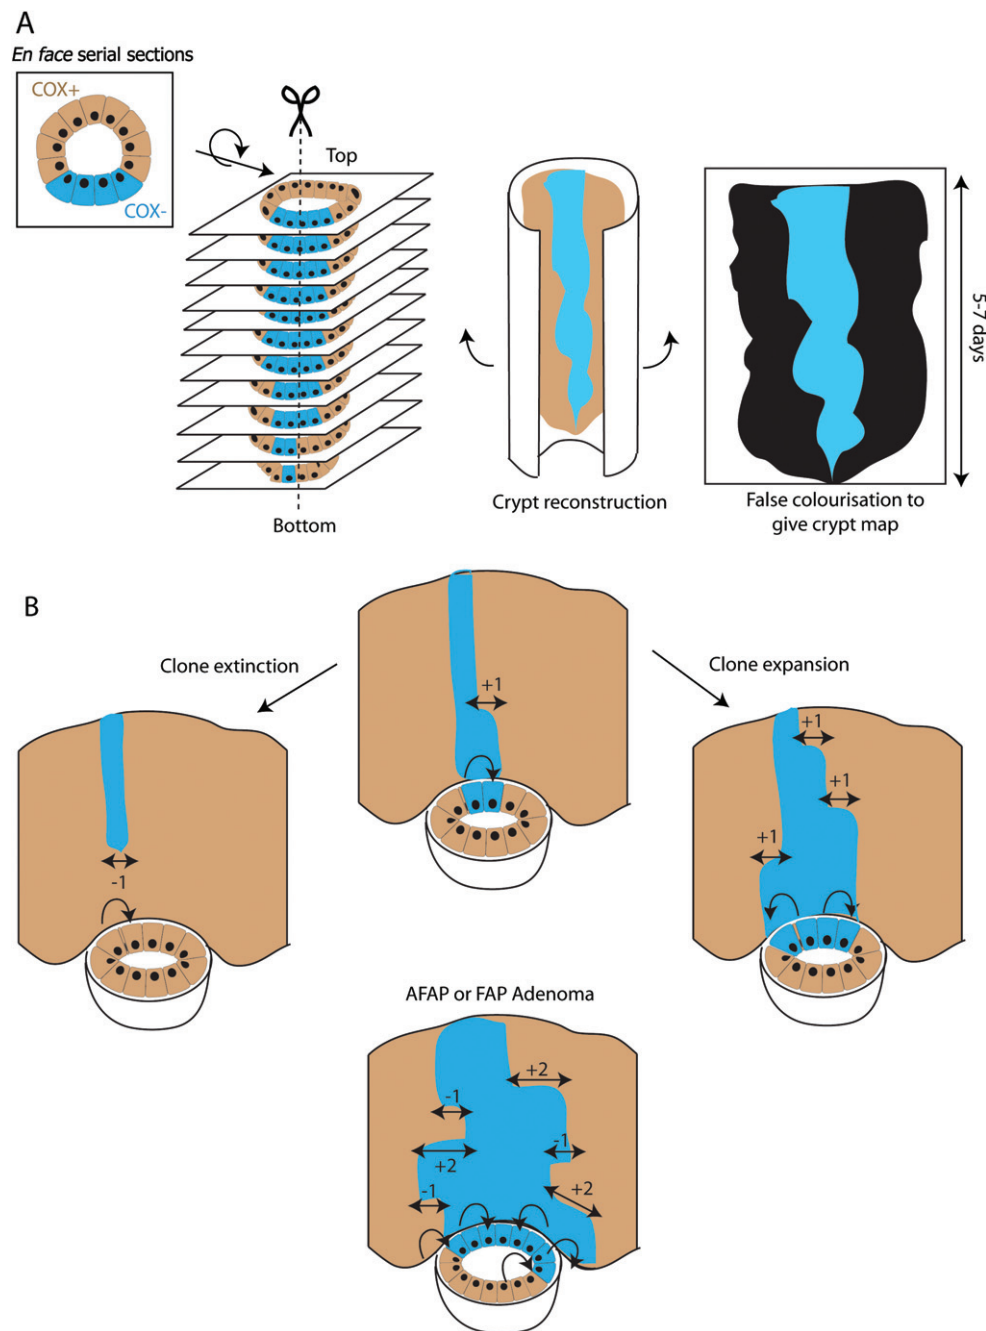 A
En face serial sections
COX+
COX-
Top
Bottom
Crypt reconstruction
5-7 days
False colourisation to
give crypt map
B
Clone extinction
Clone expansion
+1
-1
+1
+1
+1
AFAP or FAP Adenoma
+2
-1
-1
+2
+2
-1